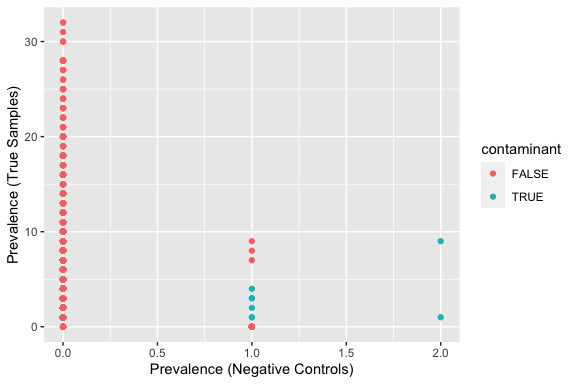 30
20
10
0
0.0 0.5 1.0 1.5 2.0
Prevalence (True Samples)
Prevalence (Negative Controls)
contaminant
FALSE
TRUE